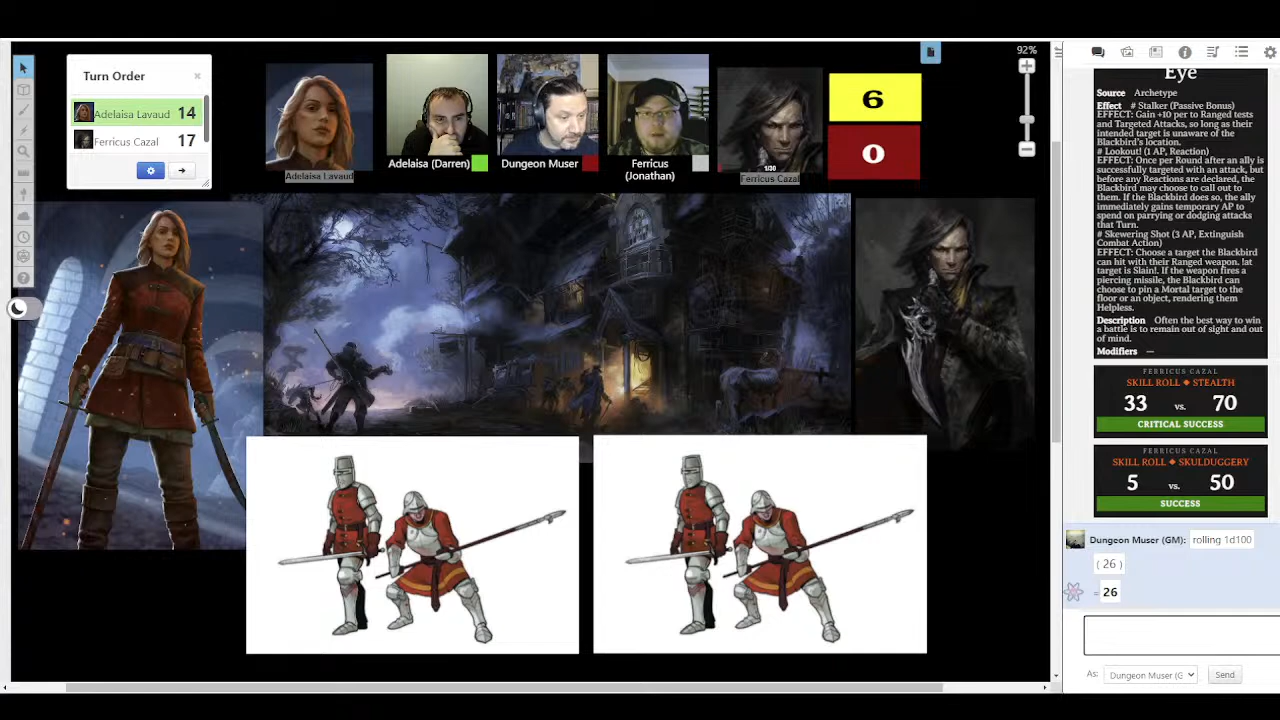 92%
Turn Order
×
Adelaisa Lavaud 14
Ferricus Cazal 17
Adelaisa Lavaud
Adelaisa (Darren)
Dungeon Muser
Ferricus
(Jonathan)
1/30
Ferricus Cazal
6
0
Eye
Source Archetype
Effect # Stalker (Passive Bonus)
EFFECT: Gain +10 per to Ranged tests
and Targeted Attacks, so long as their
intended target is unaware of the
Blackbird's location.
# Lookout! (1 AP, Reaction)
EFFECT: Once per Round after an ally is
successfully targeted with an attack, but
before any Reactions are declared, the
Blackbird may choose to call out to
them. If the Blackbird does so, the ally
immediately gains temporary AP to
spend on parrying or dodging attacks
that Turn.
# Skewering Shot (3 AP, Extinguish
Combat Action)
EFFECT: Choose a target the Blackbird
can hit with their Ranged weapon. !at
target is Slain!. If the weapon fires a
piercing missile, the Blackbird can
choose to pin a Mortal target to the
floor or an object, rendering them
Helpless.
Description Often the best way to win
a battle is to remain out of sight and out
of mind.
Modifiers —
FERRICUS CAZAL
SKILL ROLL ◆ STEALTH
33 vs. 70
CRITICAL SUCCESS
FERRICUS CAZAL
SKILL ROLL ◆ SKULDUGGERY
5 vs. 50
SUCCESS
Dungeon Muser (GM): rolling 1d100
( 26 )
= 26
As: Dungeon Muser (G
Send